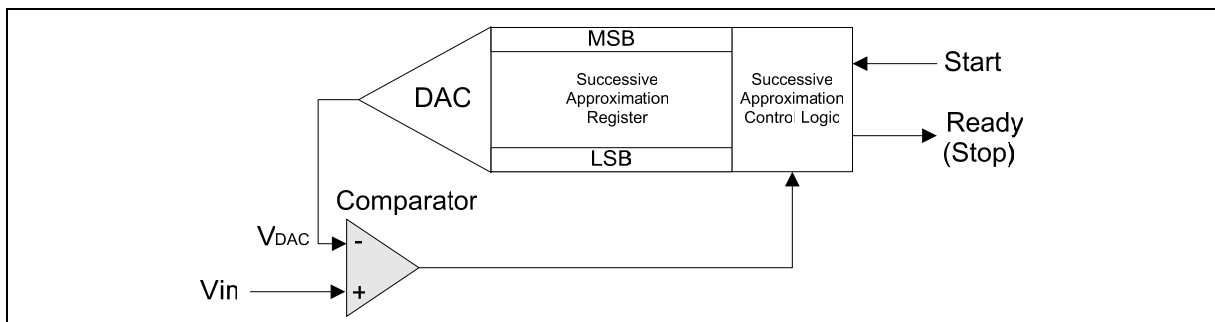 MSB
DAC
Successive
Approximation
Register
Successive
Approximation
Control Logic
LSB
Start
Ready
(Stop)
Comparator
VDAC
-
Vin
+